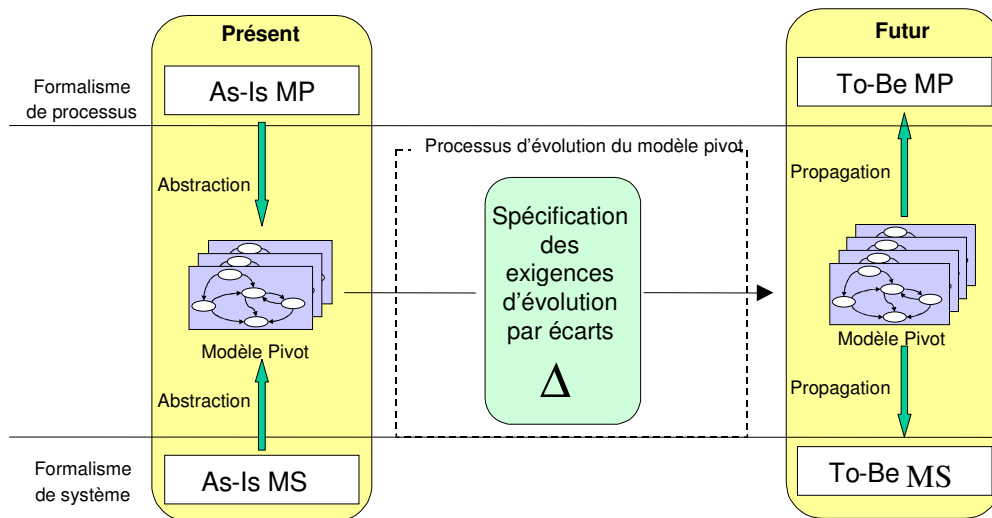 Présent
Futur
Formalisme
de processus
As-Is MP
To-Be MP
Processus d'évolution du modèle pivot
Abstraction
Propagation
Spécification
des
exigences
d'évolution
par écarts
Δ
Modèle Pivot
Modèle Pivot
Abstraction
Propagation
Formalisme
de système
As-Is MS
To-Be MS